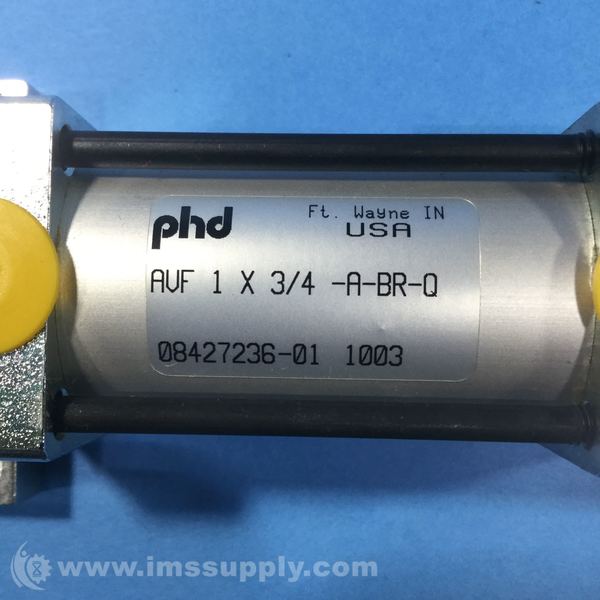 phd Ft. Wayne IN
USA
AVF 1 X 3/4 -A-BR-Q
08427236-01 1003
www.imssupply.com